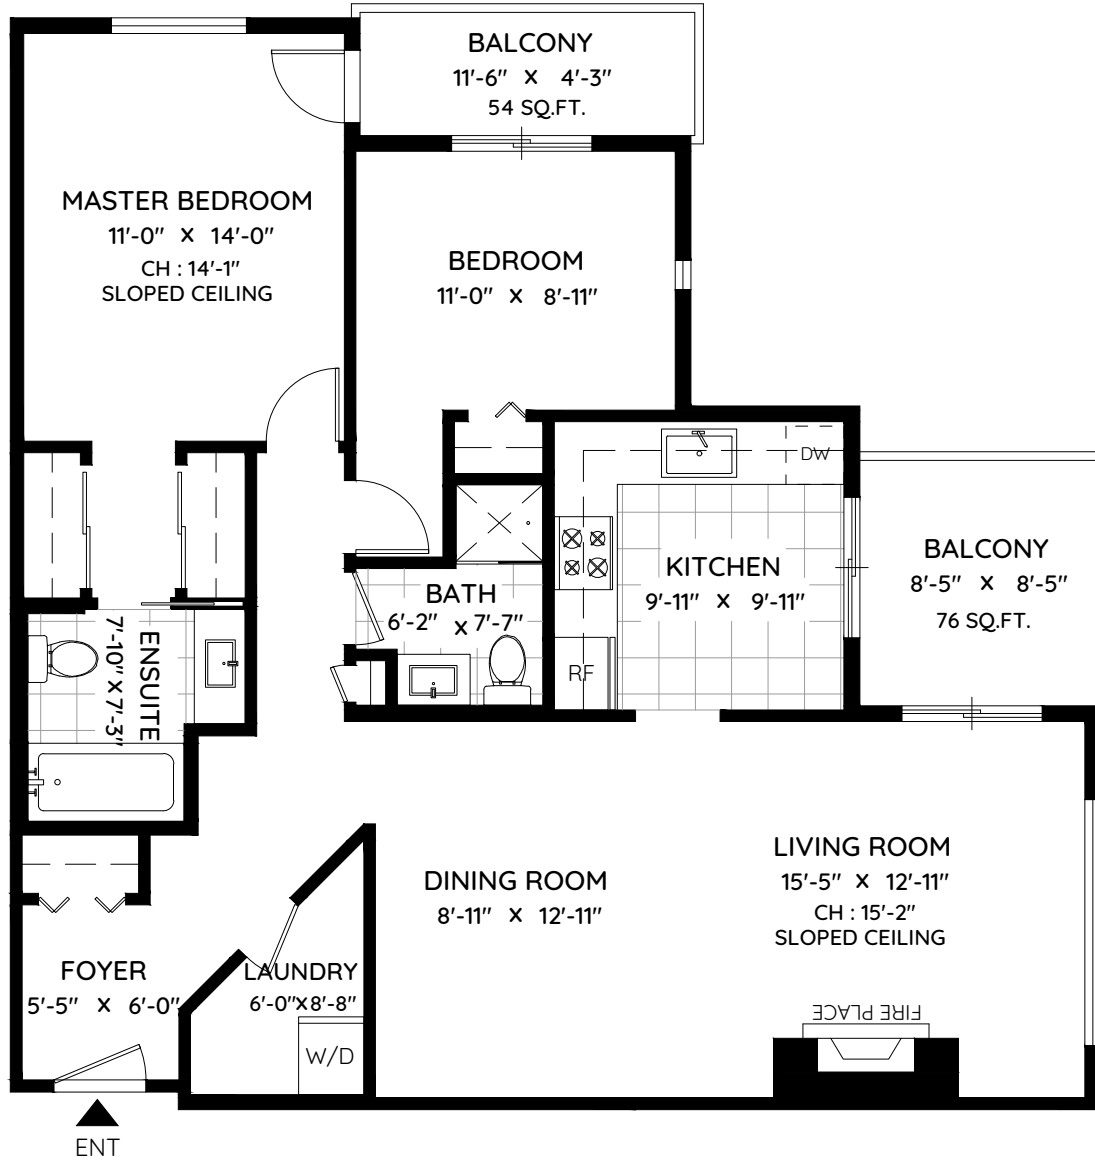 BALCONY
11'-6" X 4'-3"
54 SQ.FT.
MASTER BEDROOM
11'-0" X 14'-0"
CH : 14'-1"
SLOPED CEILING
BEDROOM
11'-0" X 8'-11"
DW
KITCHEN
9'-11" X 9'-11"
RF
BALCONY
8'-5" X 8'-5"
76 SQ.FT.
BATH
6'-2" X 7'-7"
ENSUITE
7'-10" X 7'-3"
LIVING ROOM
15'-5" X 12'-11"
CH : 15'-2"
SLOPED CEILING
DINING ROOM
8'-11" X 12'-11"
FOYER
5'-5" X 6'-0"
LAUNDRY
6'-0" X 8'-8"
W/D
FIRE PLACE
ENT